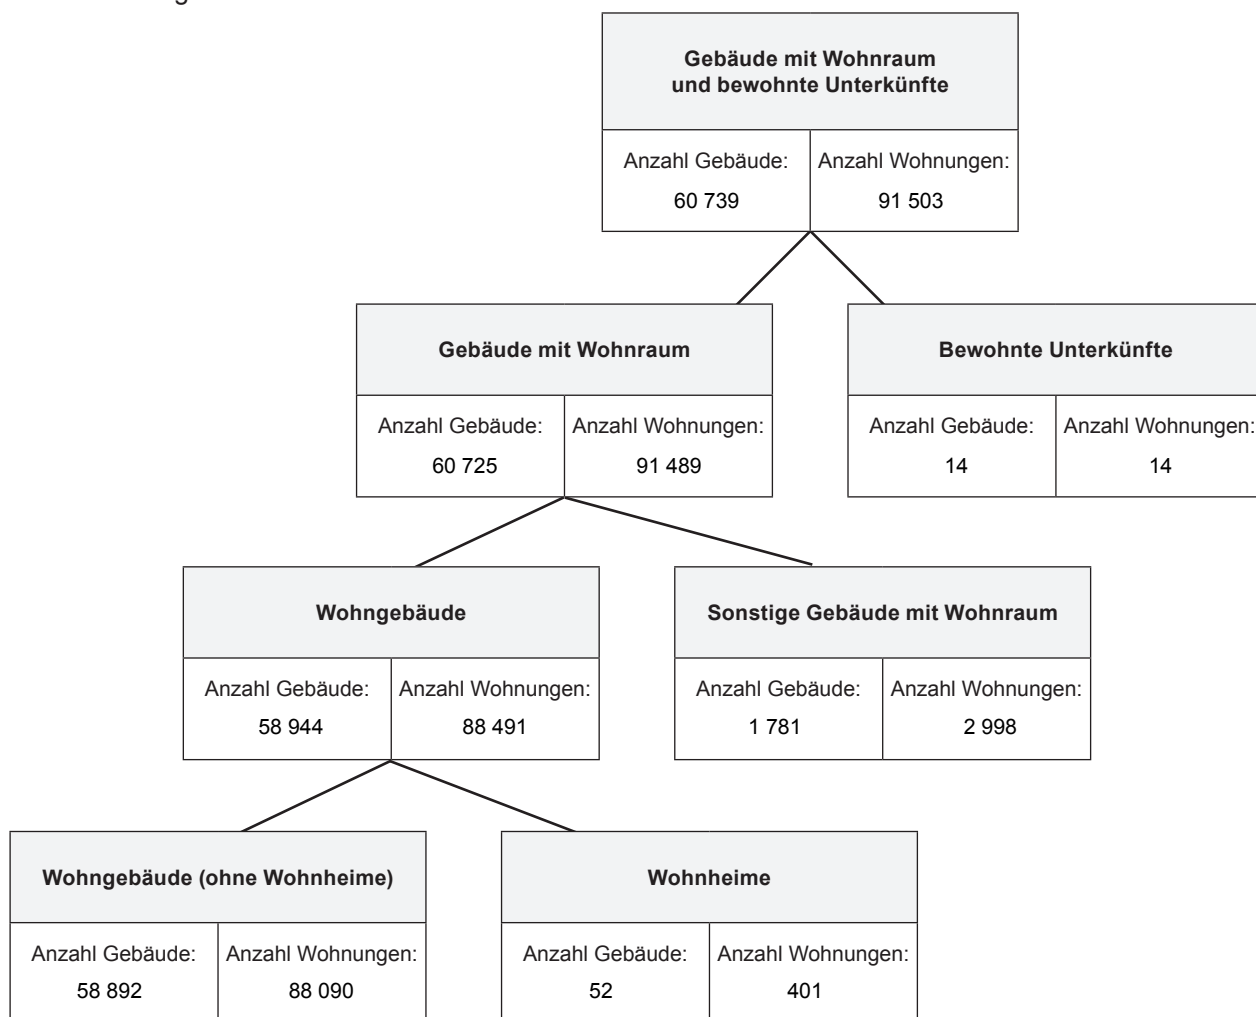 Gebäude mit Wohnraum
und bewohnte Unterkünfte
Anzahl Gebäude:
60 739
Anzahl Wohnungen:
91 503
Gebäude mit Wohnraum
Anzahl Gebäude:
60 725
Anzahl Wohnungen:
91 489
Bewohnte Unterkünfte
Anzahl Gebäude:
14
Anzahl Wohnungen:
14
Wohngebäude
Anzahl Gebäude:
58 944
Anzahl Wohnungen:
88 491
Sonstige Gebäude mit Wohnraum
Anzahl Gebäude:
1 781
Anzahl Wohnungen:
2 998
Wohngebäude (ohne Wohnheime)
Anzahl Gebäude:
58 892
Anzahl Wohnungen:
88 090
Wohnheime
Anzahl Gebäude:
52
Anzahl Wohnungen:
401